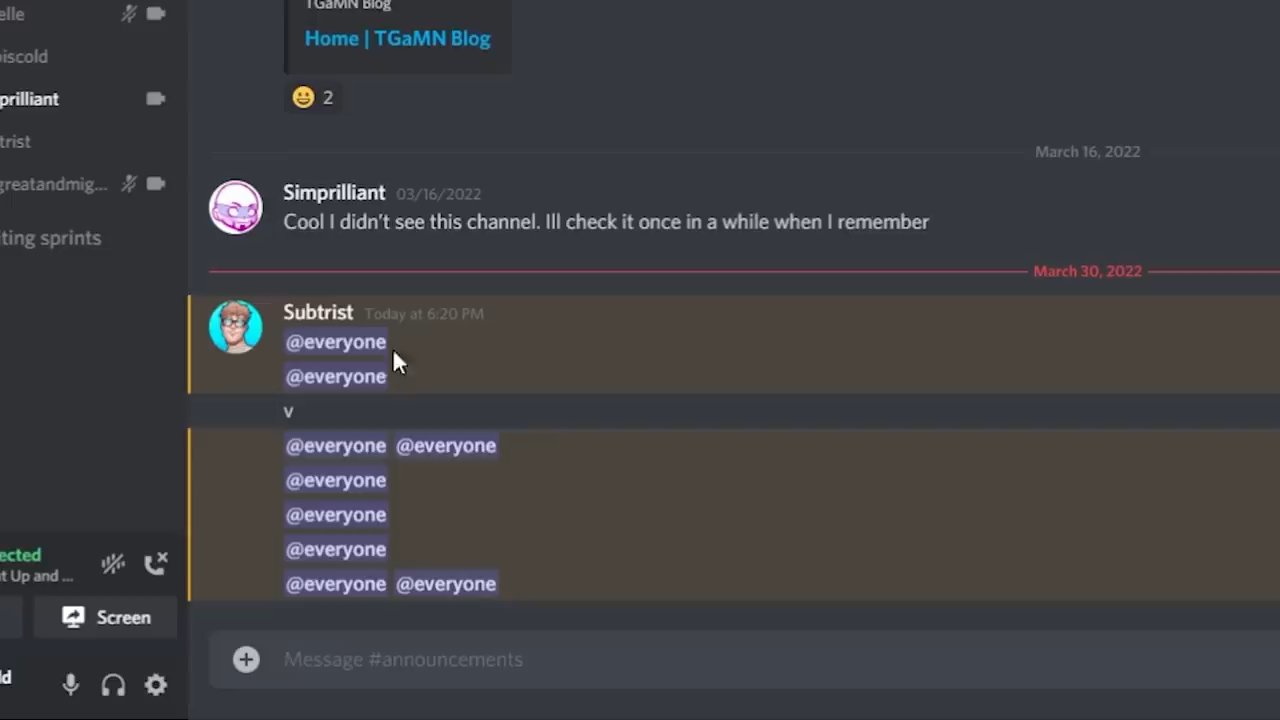 elle
TGaMN Blog
Home | TGaMN Blog
iscold
prilliant
2
trist
March 16, 2022
greatandmig...
Simprilliant 03/16/2022
Cool I didn't see this channel. Ill check it once in a while when I remember
ting sprints
March 30, 2022
Subtrist Today at 6:20 PM
@everyone
@everyone
v
@everyone @everyone
@everyone
@everyone
@everyone
@everyone @everyone
ected
t Up and ...
Screen
Message #announcements
ld